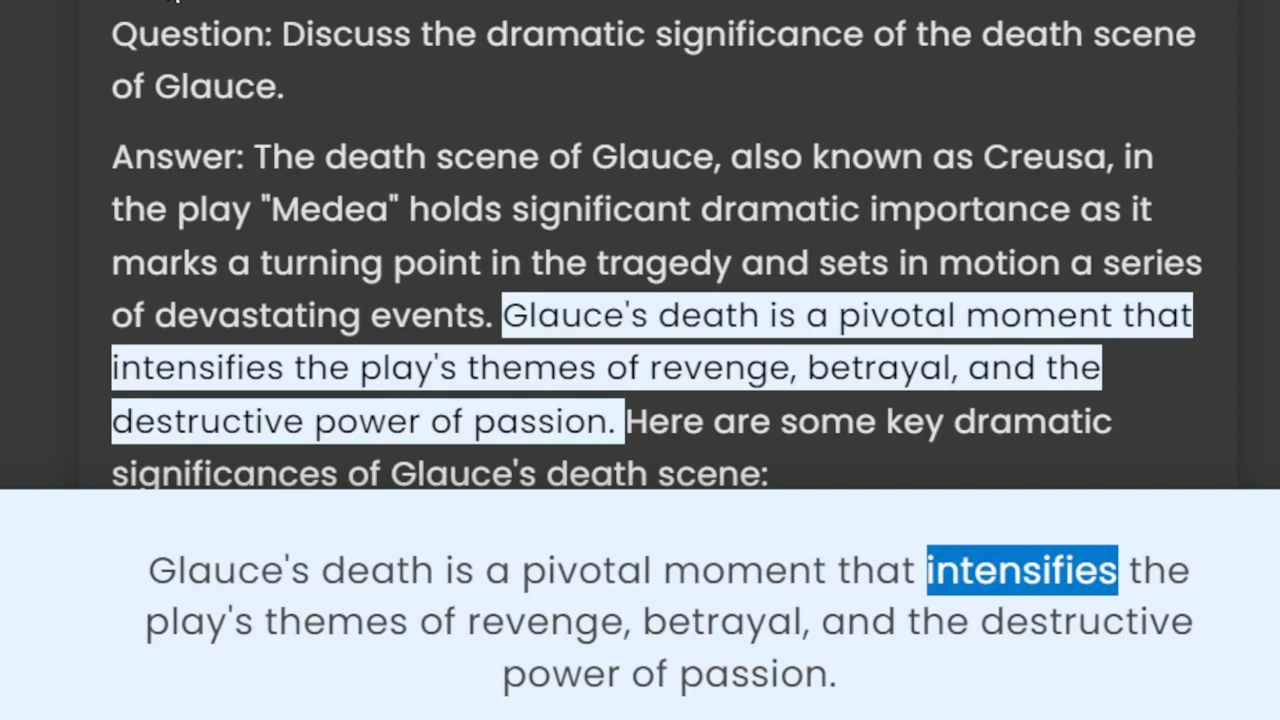 Question: Discuss the dramatic significance of the death scene
of Glauce.
Answer: The death scene of Glauce, also known as Creusa, in
the play "Medea" holds significant dramatic importance as it
marks a turning point in the tragedy and sets in motion a series
of devastating events. Glauce's death is a pivotal moment that
intensifies the play's themes of revenge, betrayal, and the
destructive power of passion. Here are some key dramatic
significances of Glauce's death scene:
Glauce's death is a pivotal moment that intensifies the
play's themes of revenge, betrayal, and the destructive
power of passion.